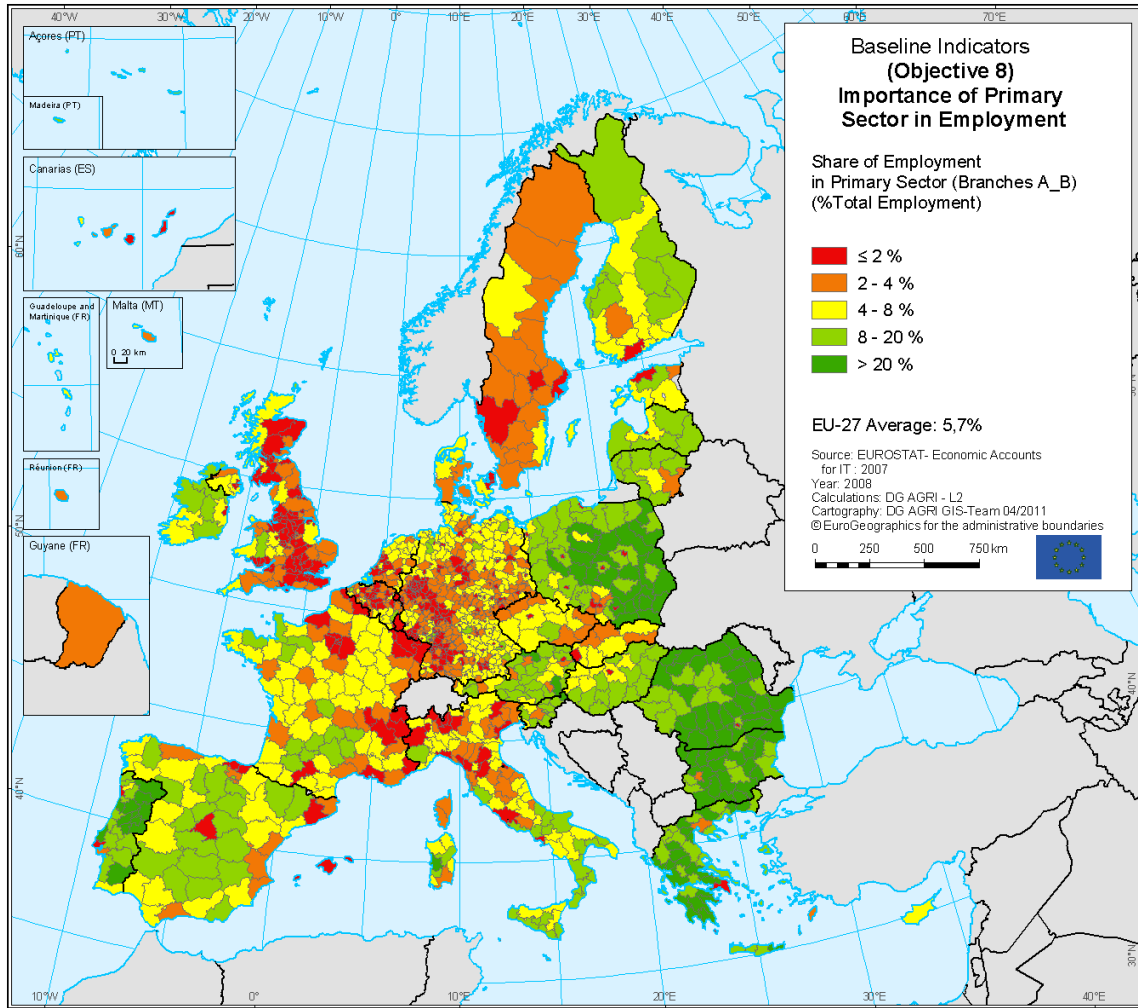 40°W
30°W
20°W
10°W
0°
10°E
20°E
30°E
40°E
50°E
60°E
70°E
Açores (PT)
Madeira (PT)
Canarias (ES)
Guadeloupe and
Martinique (FR)
Malta (MT)
0 20 km
Réunion (FR)
Guyane (FR)
Baseline Indicators
(Objective 8)
Importance of Primary
Sector in Employment
Share of Employment
in Primary Sector (Branches A_B)
(%Total Employment)
≤ 2 %
2 - 4 %
4 - 8 %
8 - 20 %
> 20 %
EU-27 Average: 5,7%
Source: EUROSTAT- Economic Accounts
for IT : 2007
Year: 2008
Calculations: DG AGRI - L2
Cartography: DG AGRI GIS-Team 04/2011
© EuroGeographics for the administrative boundaries
0 250 500 750 km
60°N
50°N
40°N
40°N
30°N
10°W
0°
10°E
20°E
30°E
40°E